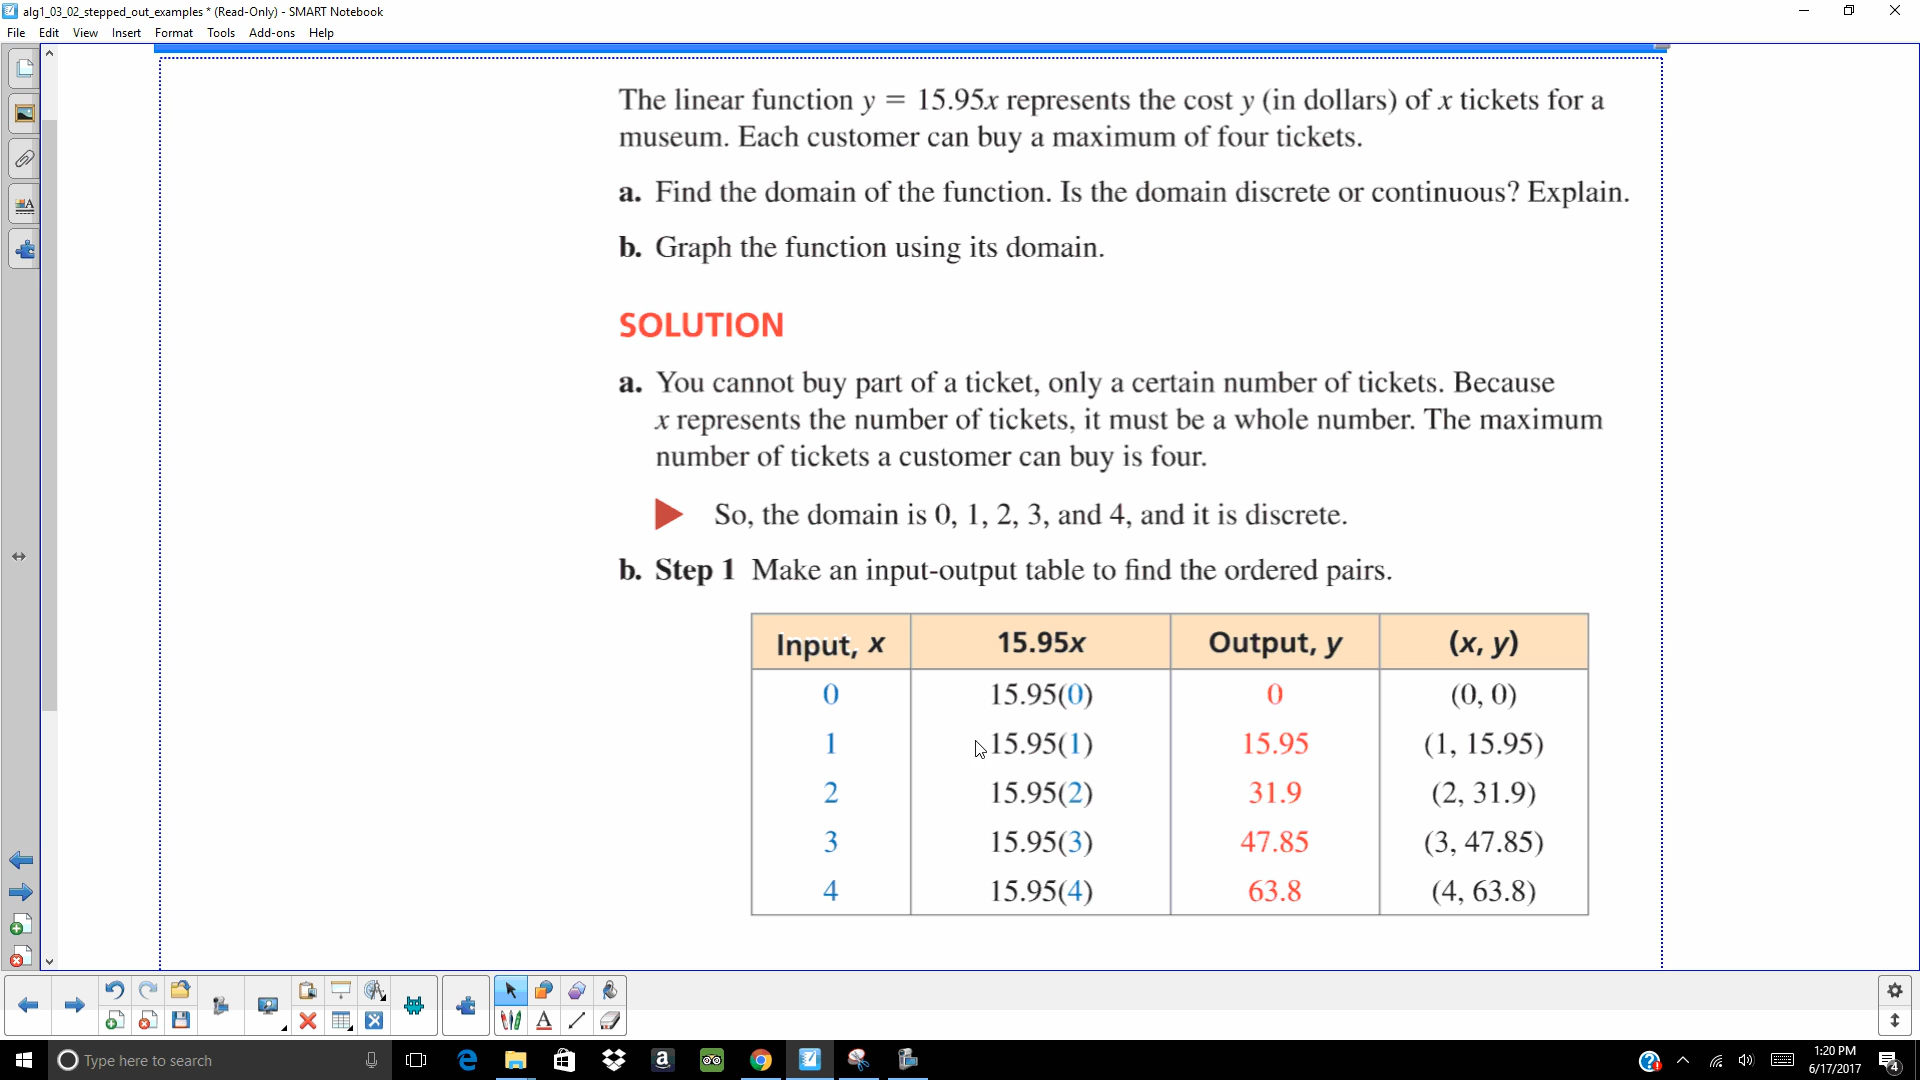 alg1_03_02_stepped_out_examples * (Read-Only) - SMART Notebook
File Edit View Insert Format Tools Add-ons Help
The linear function y = 15.95x represents the cost y (in dollars) of x tickets for a
museum. Each customer can buy a maximum of four tickets.
a. Find the domain of the function. Is the domain discrete or continuous? Explain.
b. Graph the function using its domain.
SOLUTION
a. You cannot buy part of a ticket, only a certain number of tickets. Because
x represents the number of tickets, it must be a whole number. The maximum
number of tickets a customer can buy is four.
So, the domain is 0, 1, 2, 3, and 4, and it is discrete.
b. Step 1 Make an input-output table to find the ordered pairs.
Input, x 15.95x Output, y (x, y)
0 15.95(0) 0 (0, 0)
1 15.95(1) 15.95 (1, 15.95)
2 15.95(2) 31.9 (2, 31.9)
3 15.95(3) 47.85 (3, 47.85)
4 15.95(4) 63.8 (4, 63.8)
Type here to search
1:20 PM
6/17/2017
4